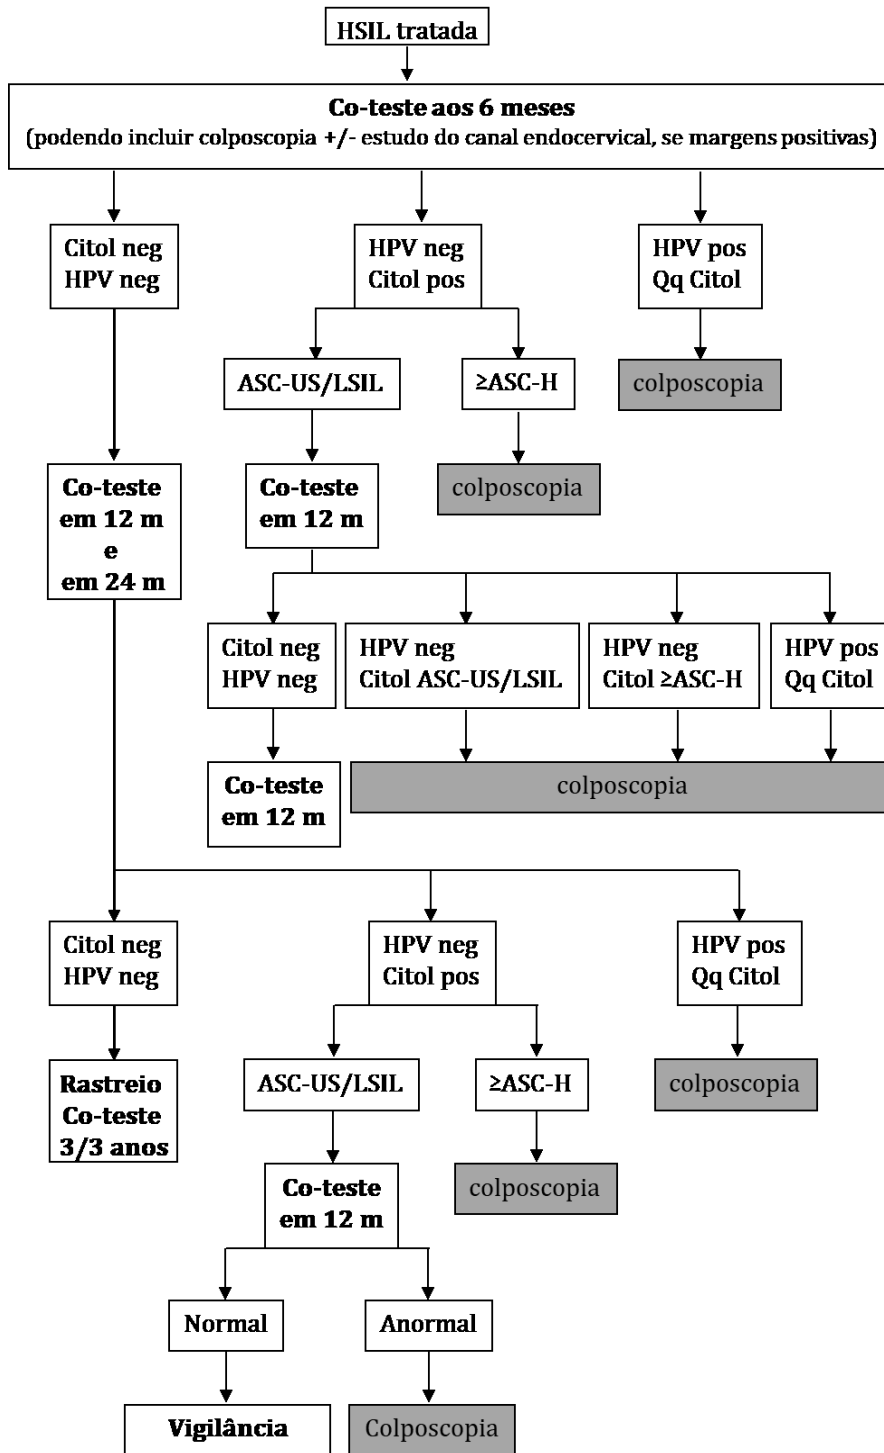 HSIL tratada
Co-teste aos 6 meses
(podendo incluir colposcopia +/- estudo do canal endocervical, se margens positivas)
Citol neg
HPV neg
HPV neg
Citol pos
HPV pos
Qq Citol
ASC-US/LSIL
≥ASC-H
colposcopia
Co-teste
em 12 m
e
em 24 m
Co-teste
em 12 m
colposcopia
Citol neg
HPV neg
HPV neg
Citol ASC-US/LSIL
HPV neg
Citol ≥ASC-H
HPV pos
Qq Citol
Co-teste
em 12 m
colposcopia
Citol neg
HPV neg
HPV neg
Citol pos
HPV pos
Qq Citol
Rastreio
Co-teste
3/3 anos
ASC-US/LSIL
≥ASC-H
colposcopia
Co-teste
em 12 m
colposcopia
Normal
Anormal
Vigilância
Colposcopia